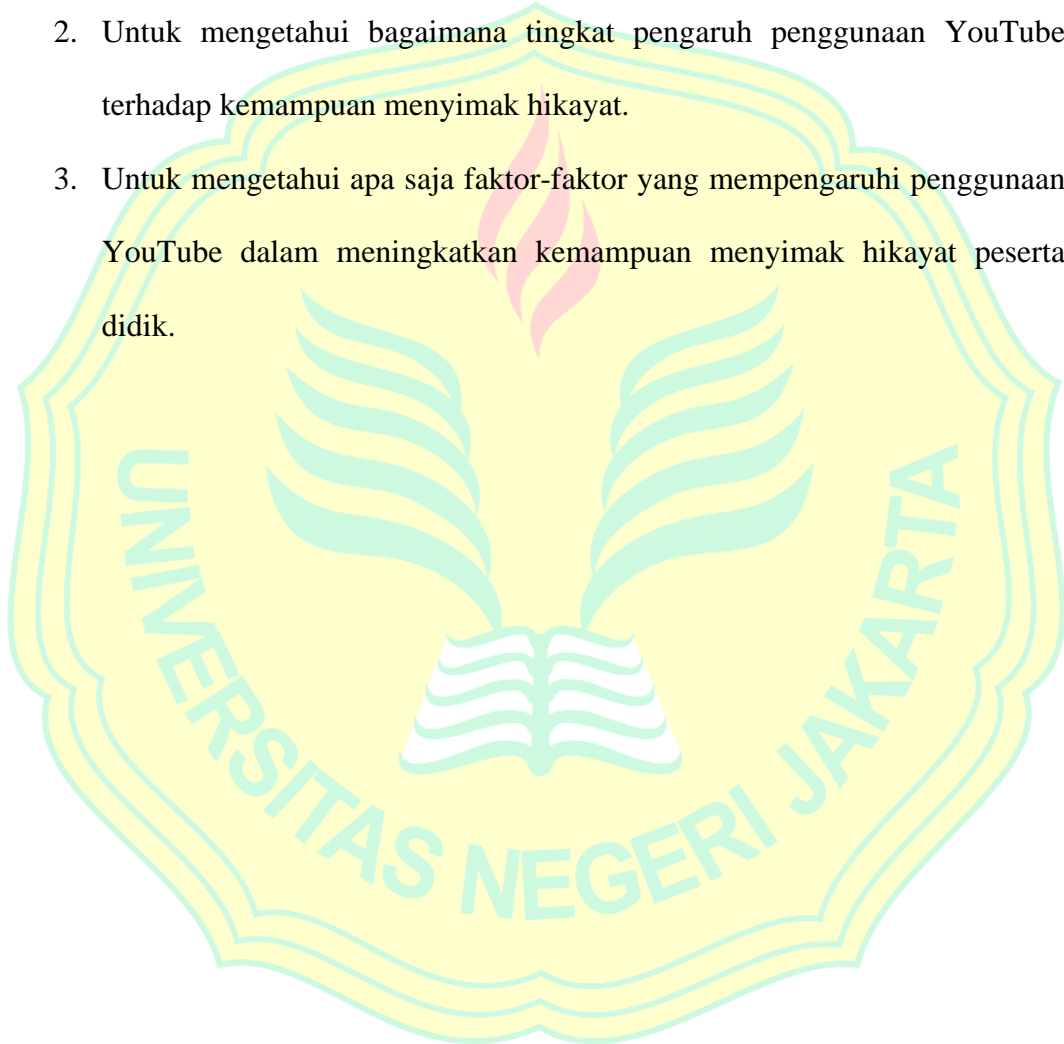 2. Untuk mengetahui bagaimana tingkat pengaruh penggunaan YouTube
terhadap kemampuan menyimak hikayat.
3. Untuk mengetahui apa saja faktor-faktor yang mempengaruhi penggunaan
YouTube dalam meningkatkan kemampuan menyimak hikayat peserta
didik.
UNIVERSITAS NEGERI JAKARTA